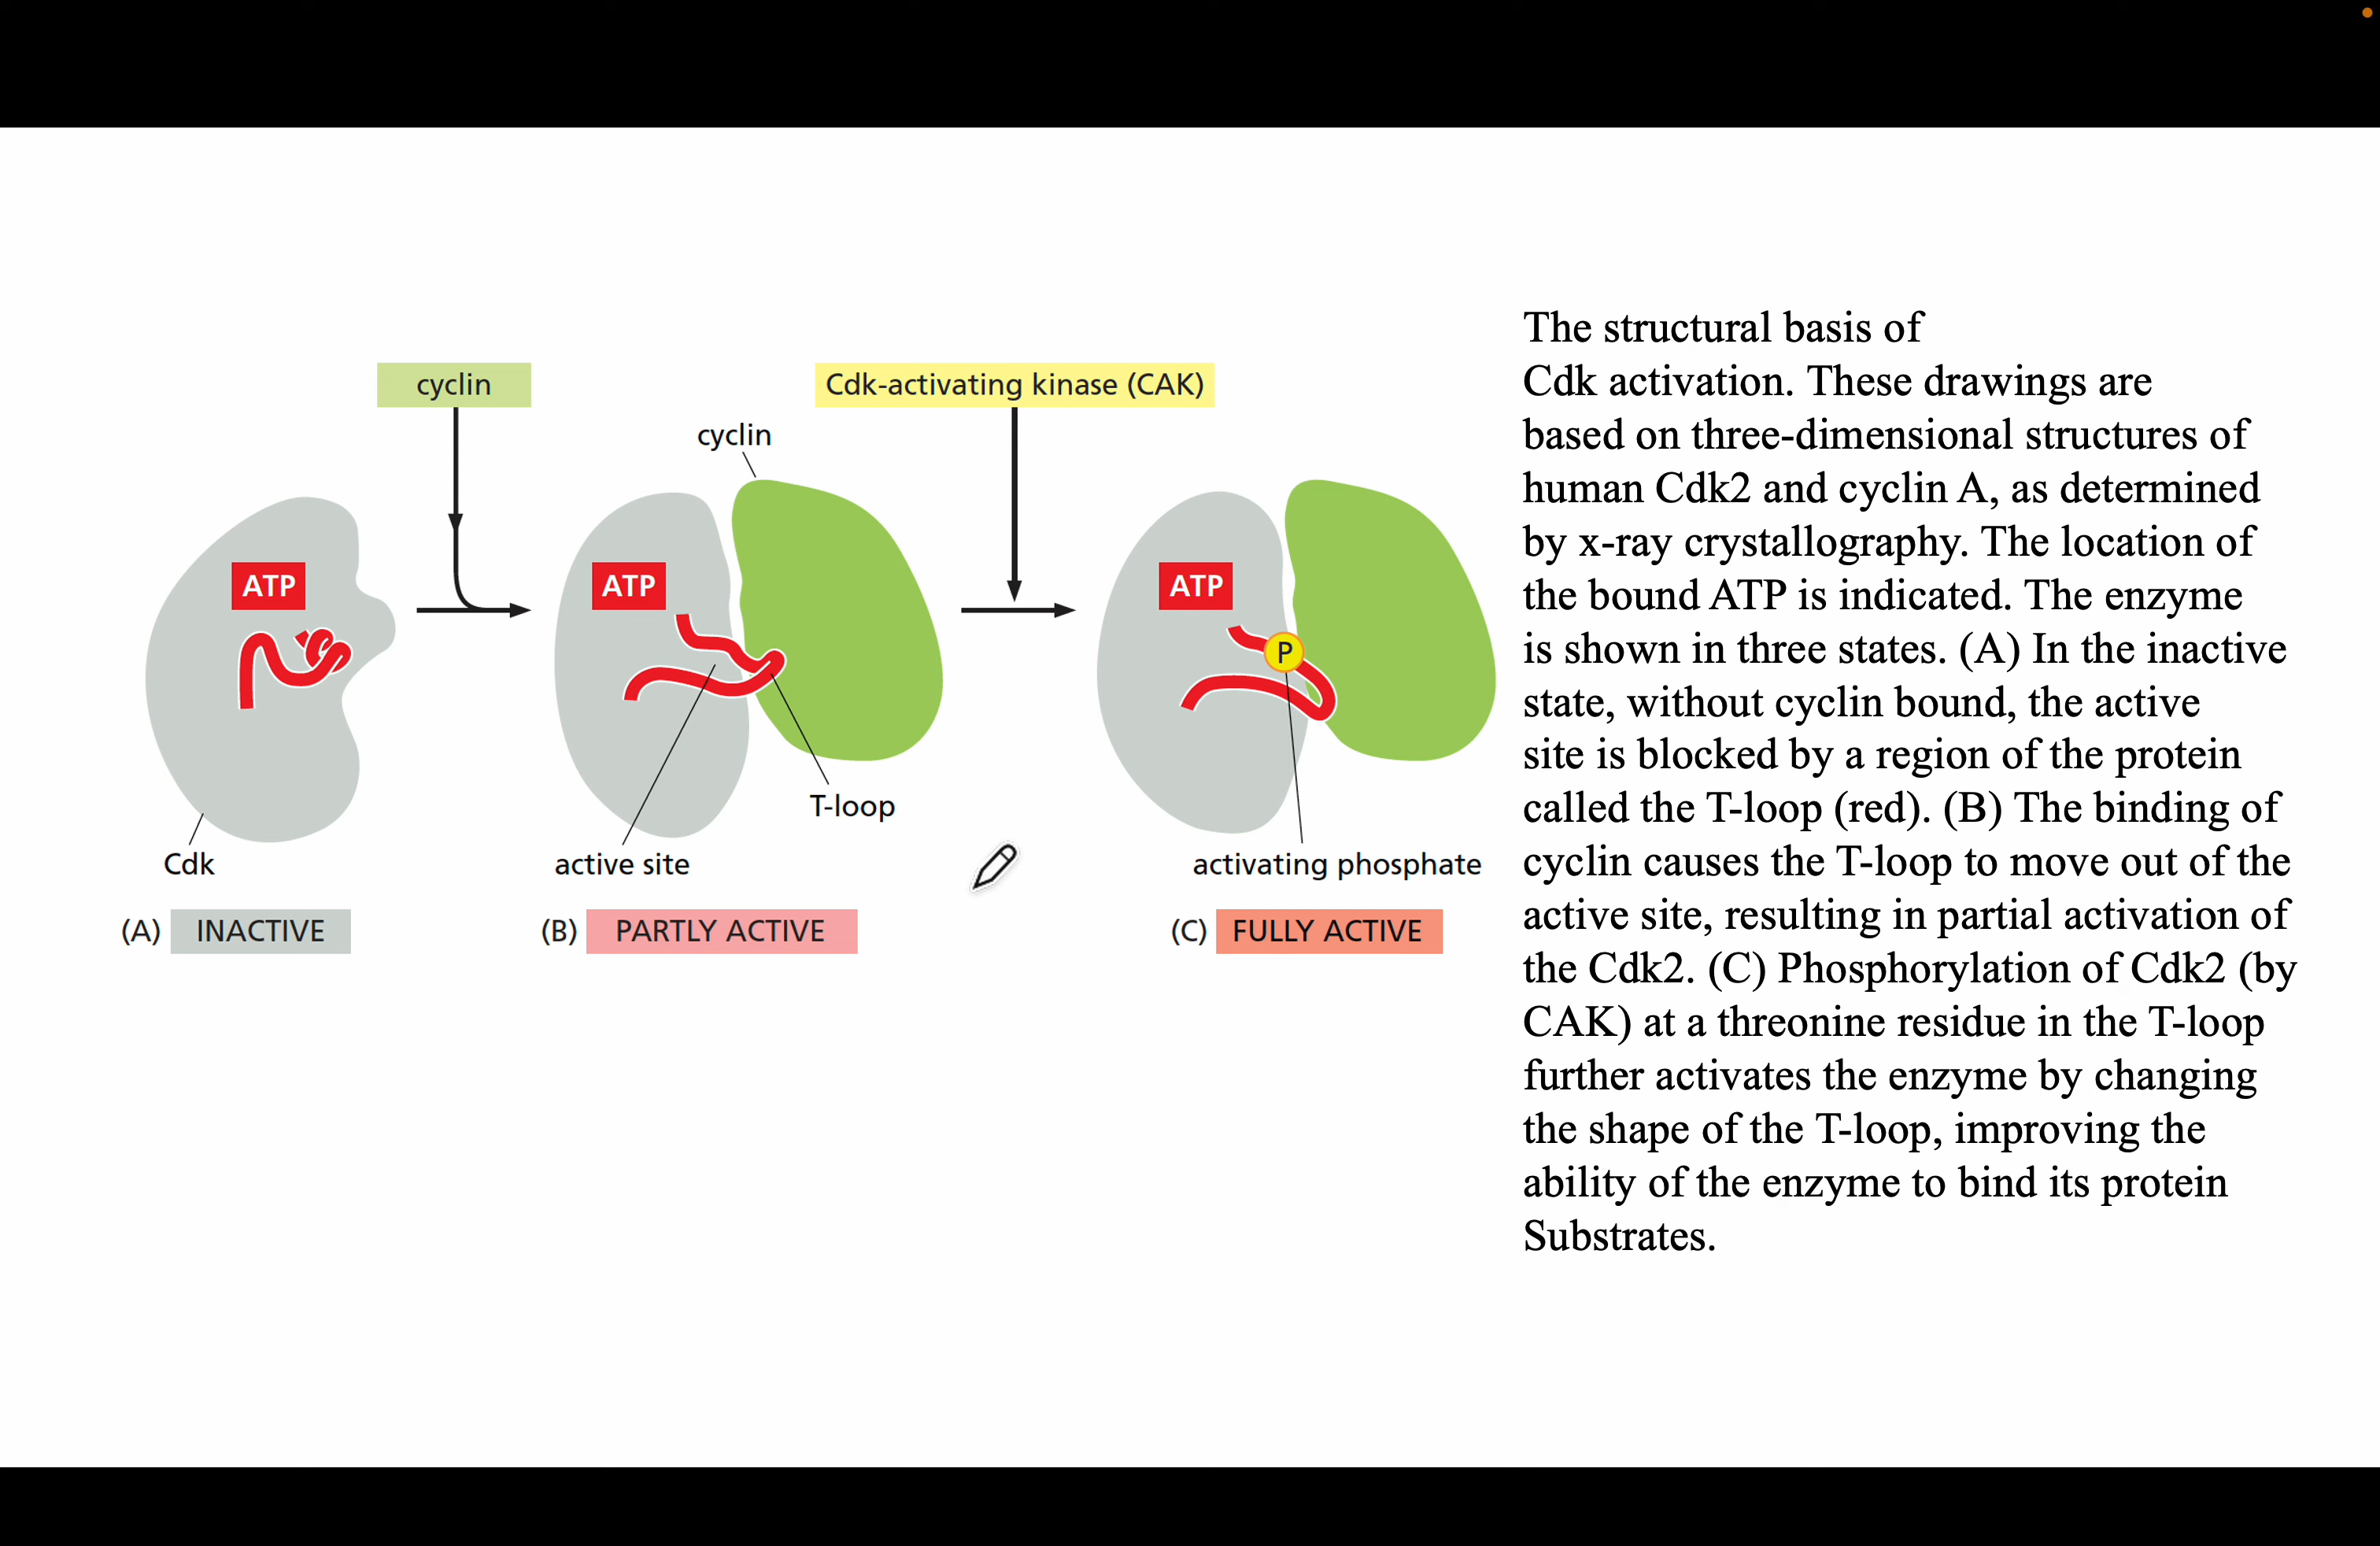 cyclin
Cdk-activating kinase (CAK)
cyclin
ATP
ATP
ATP
P
T-loop
Cdk
active site
activating phosphate
(A) INACTIVE
(B) PARTLY ACTIVE
(C) FULLY ACTIVE
The structural basis of
Cdk activation. These drawings are
based on three-dimensional structures of
human Cdk2 and cyclin A, as determined
by x-ray crystallography. The location of
the bound ATP is indicated. The enzyme
is shown in three states. (A) In the inactive
state, without cyclin bound, the active
site is blocked by a region of the protein
called the T-loop (red). (B) The binding of
cyclin causes the T-loop to move out of the
active site, resulting in partial activation of
the Cdk2. (C) Phosphorylation of Cdk2 (by
CAK) at a threonine residue in the T-loop
further activates the enzyme by changing
the shape of the T-loop, improving the
ability of the enzyme to bind its protein
Substrates.